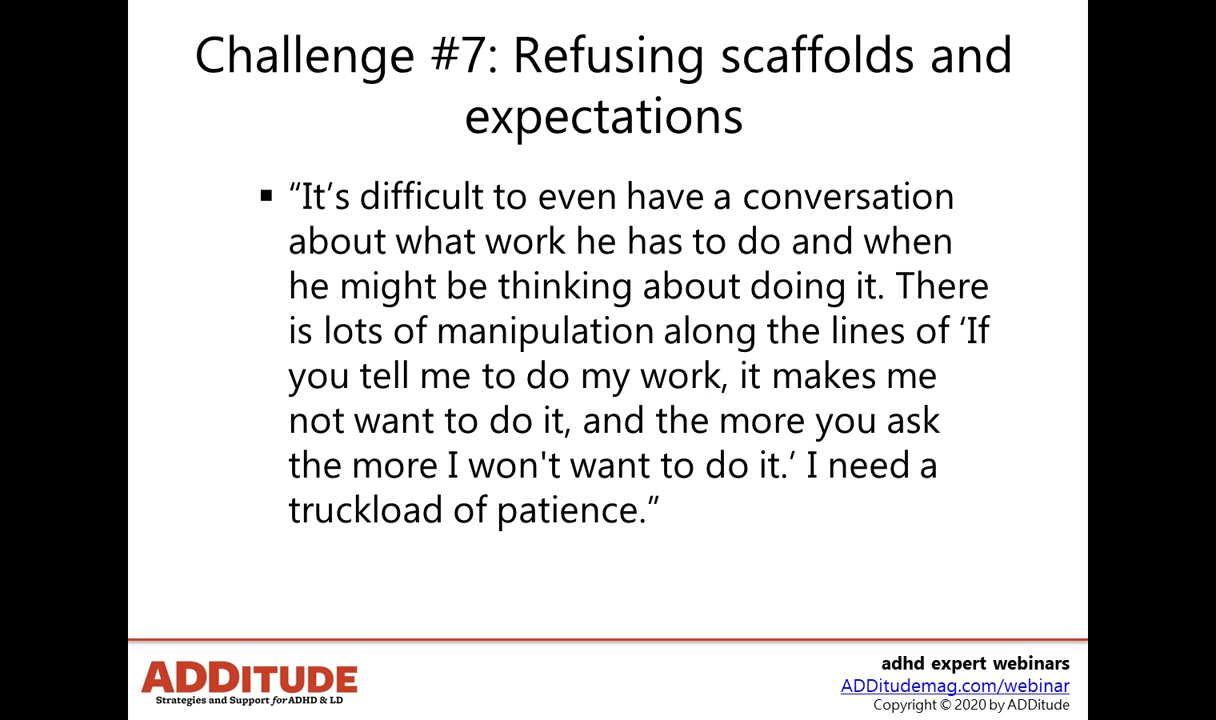 Challenge #7: Refusing scaffolds and
expectations
▪ “It’s difficult to even have a conversation
about what work he has to do and when
he might be thinking about doing it. There
is lots of manipulation along the lines of ‘If
you tell me to do my work, it makes me
not want to do it, and the more you ask
the more I won't want to do it.’ I need a
truckload of patience.”
ADDITUDE
Strategies and Support for ADHD & LD
adhd expert webinars
ADDitudemag.com/webinar
Copyright © 2020 by ADDitude